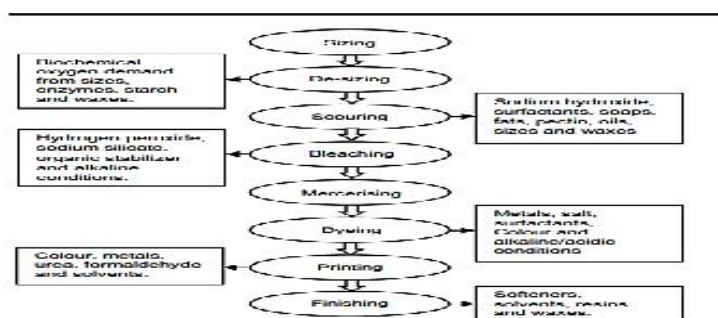 Sizing
Biochemical
oxygen demand
from sizes,
enzymes, starch
and waxes.
De-sizing
Scouring
Sodium hydroxide,
surfactants, soaps,
fats, pectin, oils,
sizes and waxes
Hydrogen peroxide,
sodium silicate,
organic stabilizer
and alkaline
conditions.
Bleaching
Mercerising
Dyeing
Metals, salt,
surfactants,
Colour and
alkaline/acidic
conditions
Colour, metals,
urea, formaldehyde
and solvents.
Printing
Finishing
Softeners,
solvents, resins
and waxes.